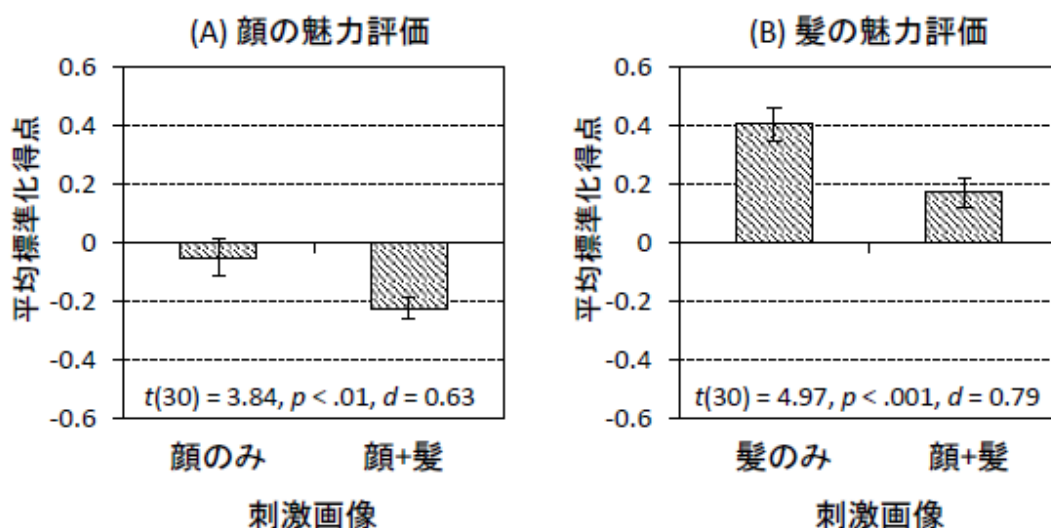 (A) 顔の魅力評価
0.6
0.4
0.2
0
-0.2
-0.4
-0.6
平均標準化得点
t(30) = 3.84, p < .01, d = 0.63
顔のみ
顔+髪
刺激画像
(B) 髪の魅力評価
0.6
0.4
0.2
0
-0.2
-0.4
-0.6
平均標準化得点
t(30) = 4.97, p < .001, d = 0.79
髪のみ
顔+髪
刺激画像